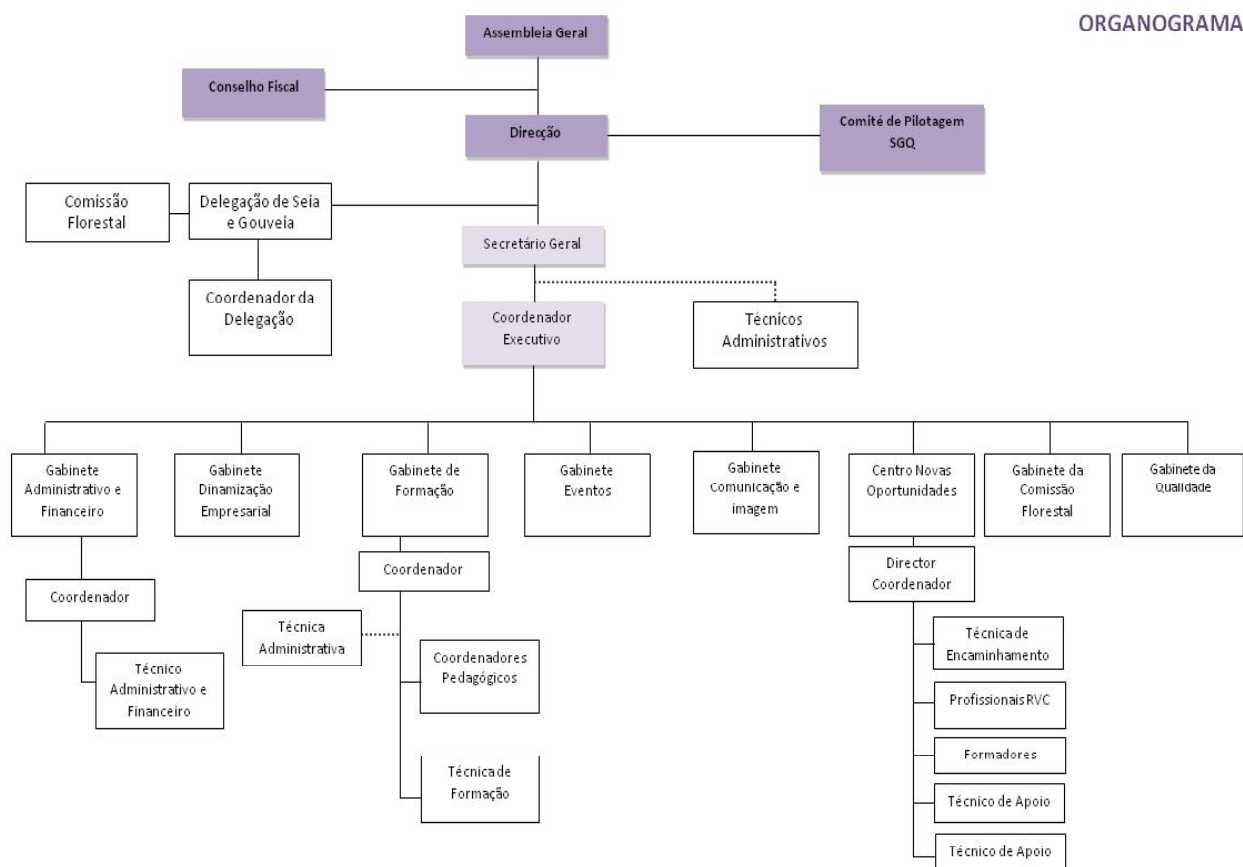 ORGANOGRAMA
Assembleia Geral
Conselho Fiscal
Direcção
Comité de Pilotagem
SGQ
Comissão
Florestal
Delegação de Seia
e Gouveia
Secretário Geral
Coordenador da
Delegação
Coordenador
Executivo
Técnicos
Administrativos
Gabinete
Administrativo e
Financeiro
Gabinete
Dinamização
Empresarial
Gabinete de
Formação
Gabinete
Eventos
Gabinete
Comunicação e
imagem
Centro Novas
Oportunidades
Gabinete da
Comissão
Florestal
Gabinete da
Qualidade
Coordenador
Técnico
Administrativo e
Financeiro
Coordenador
Técnica
Administrativa
Coordenadores
Pedagógicos
Técnica de
Formação
Director
Coordenador
Técnica de
Encaminhamento
Profissionais RVC
Formadores
Técnico de Apoio
Técnico de Apoio